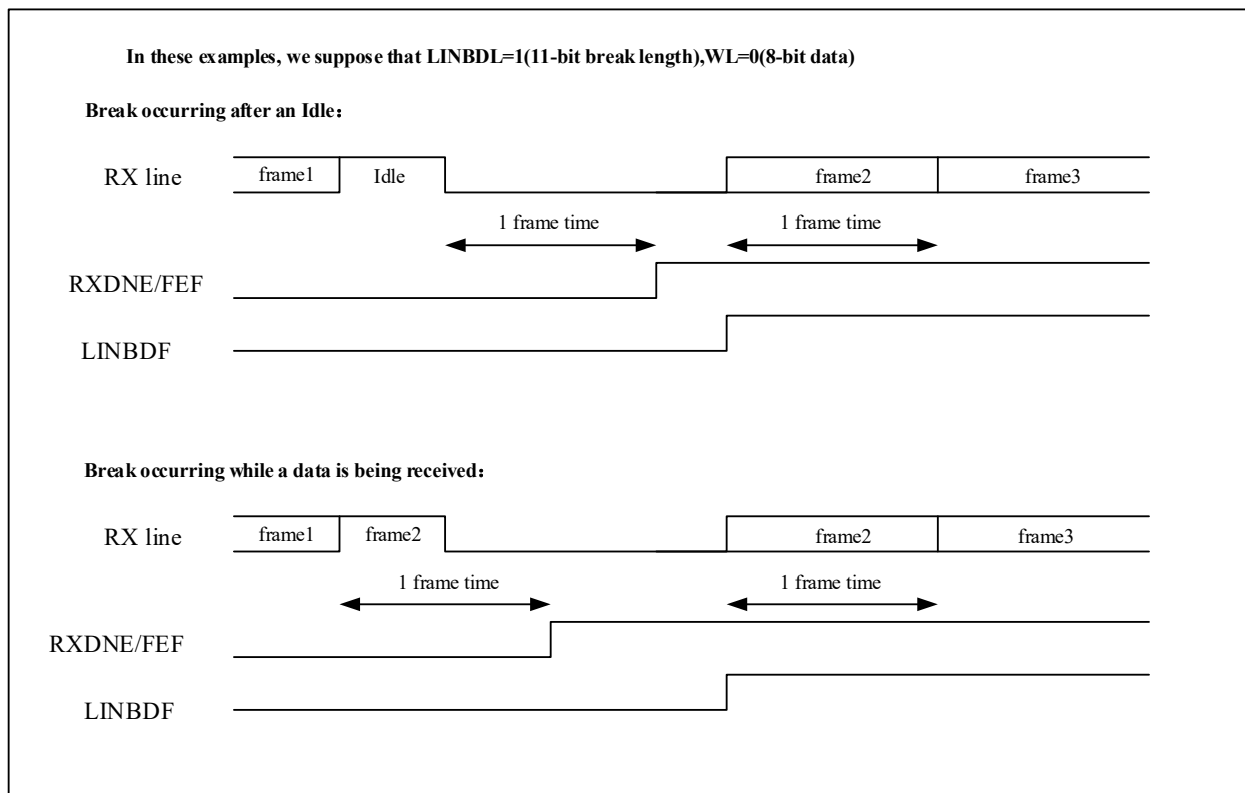 In these examples, we suppose that LINBDL=1(11-bit break length),WL=0(8-bit data)
Break occurring after an Idle：
RX line
frame1
Idle
frame2
frame3
1 frame time
1 frame time
RXDNE/FEF
LINBDF
Break occurring while a data is being received：
RX line
frame1
frame2
frame2
frame3
1 frame time
1 frame time
RXDNE/FEF
LINBDF